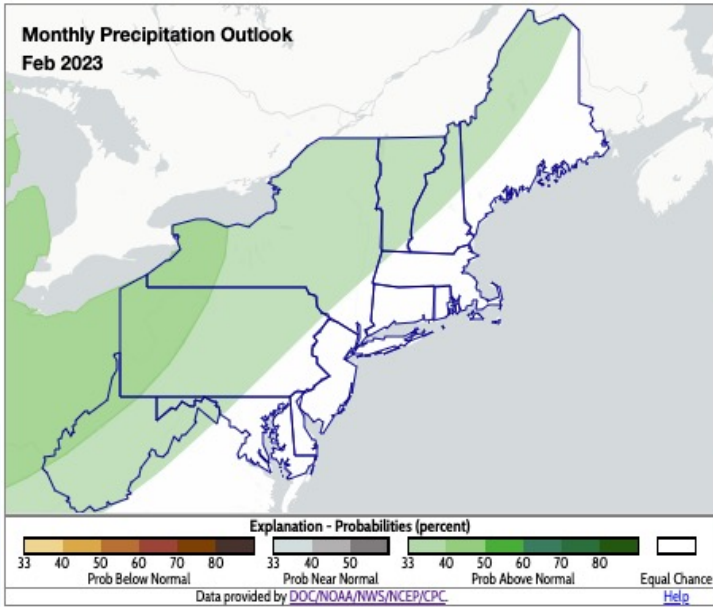 Monthly Precipitation Outlook
Feb 2023
Explanation - Probabilities (percent)
33 40 50 60 70 80 33 40 50 33 40 50 60 70 80
Prob Below Normal Prob Near Normal Prob Above Normal Equal Chance
Data provided by DOC/NOAA/NWS/NCEP/CPC. Help